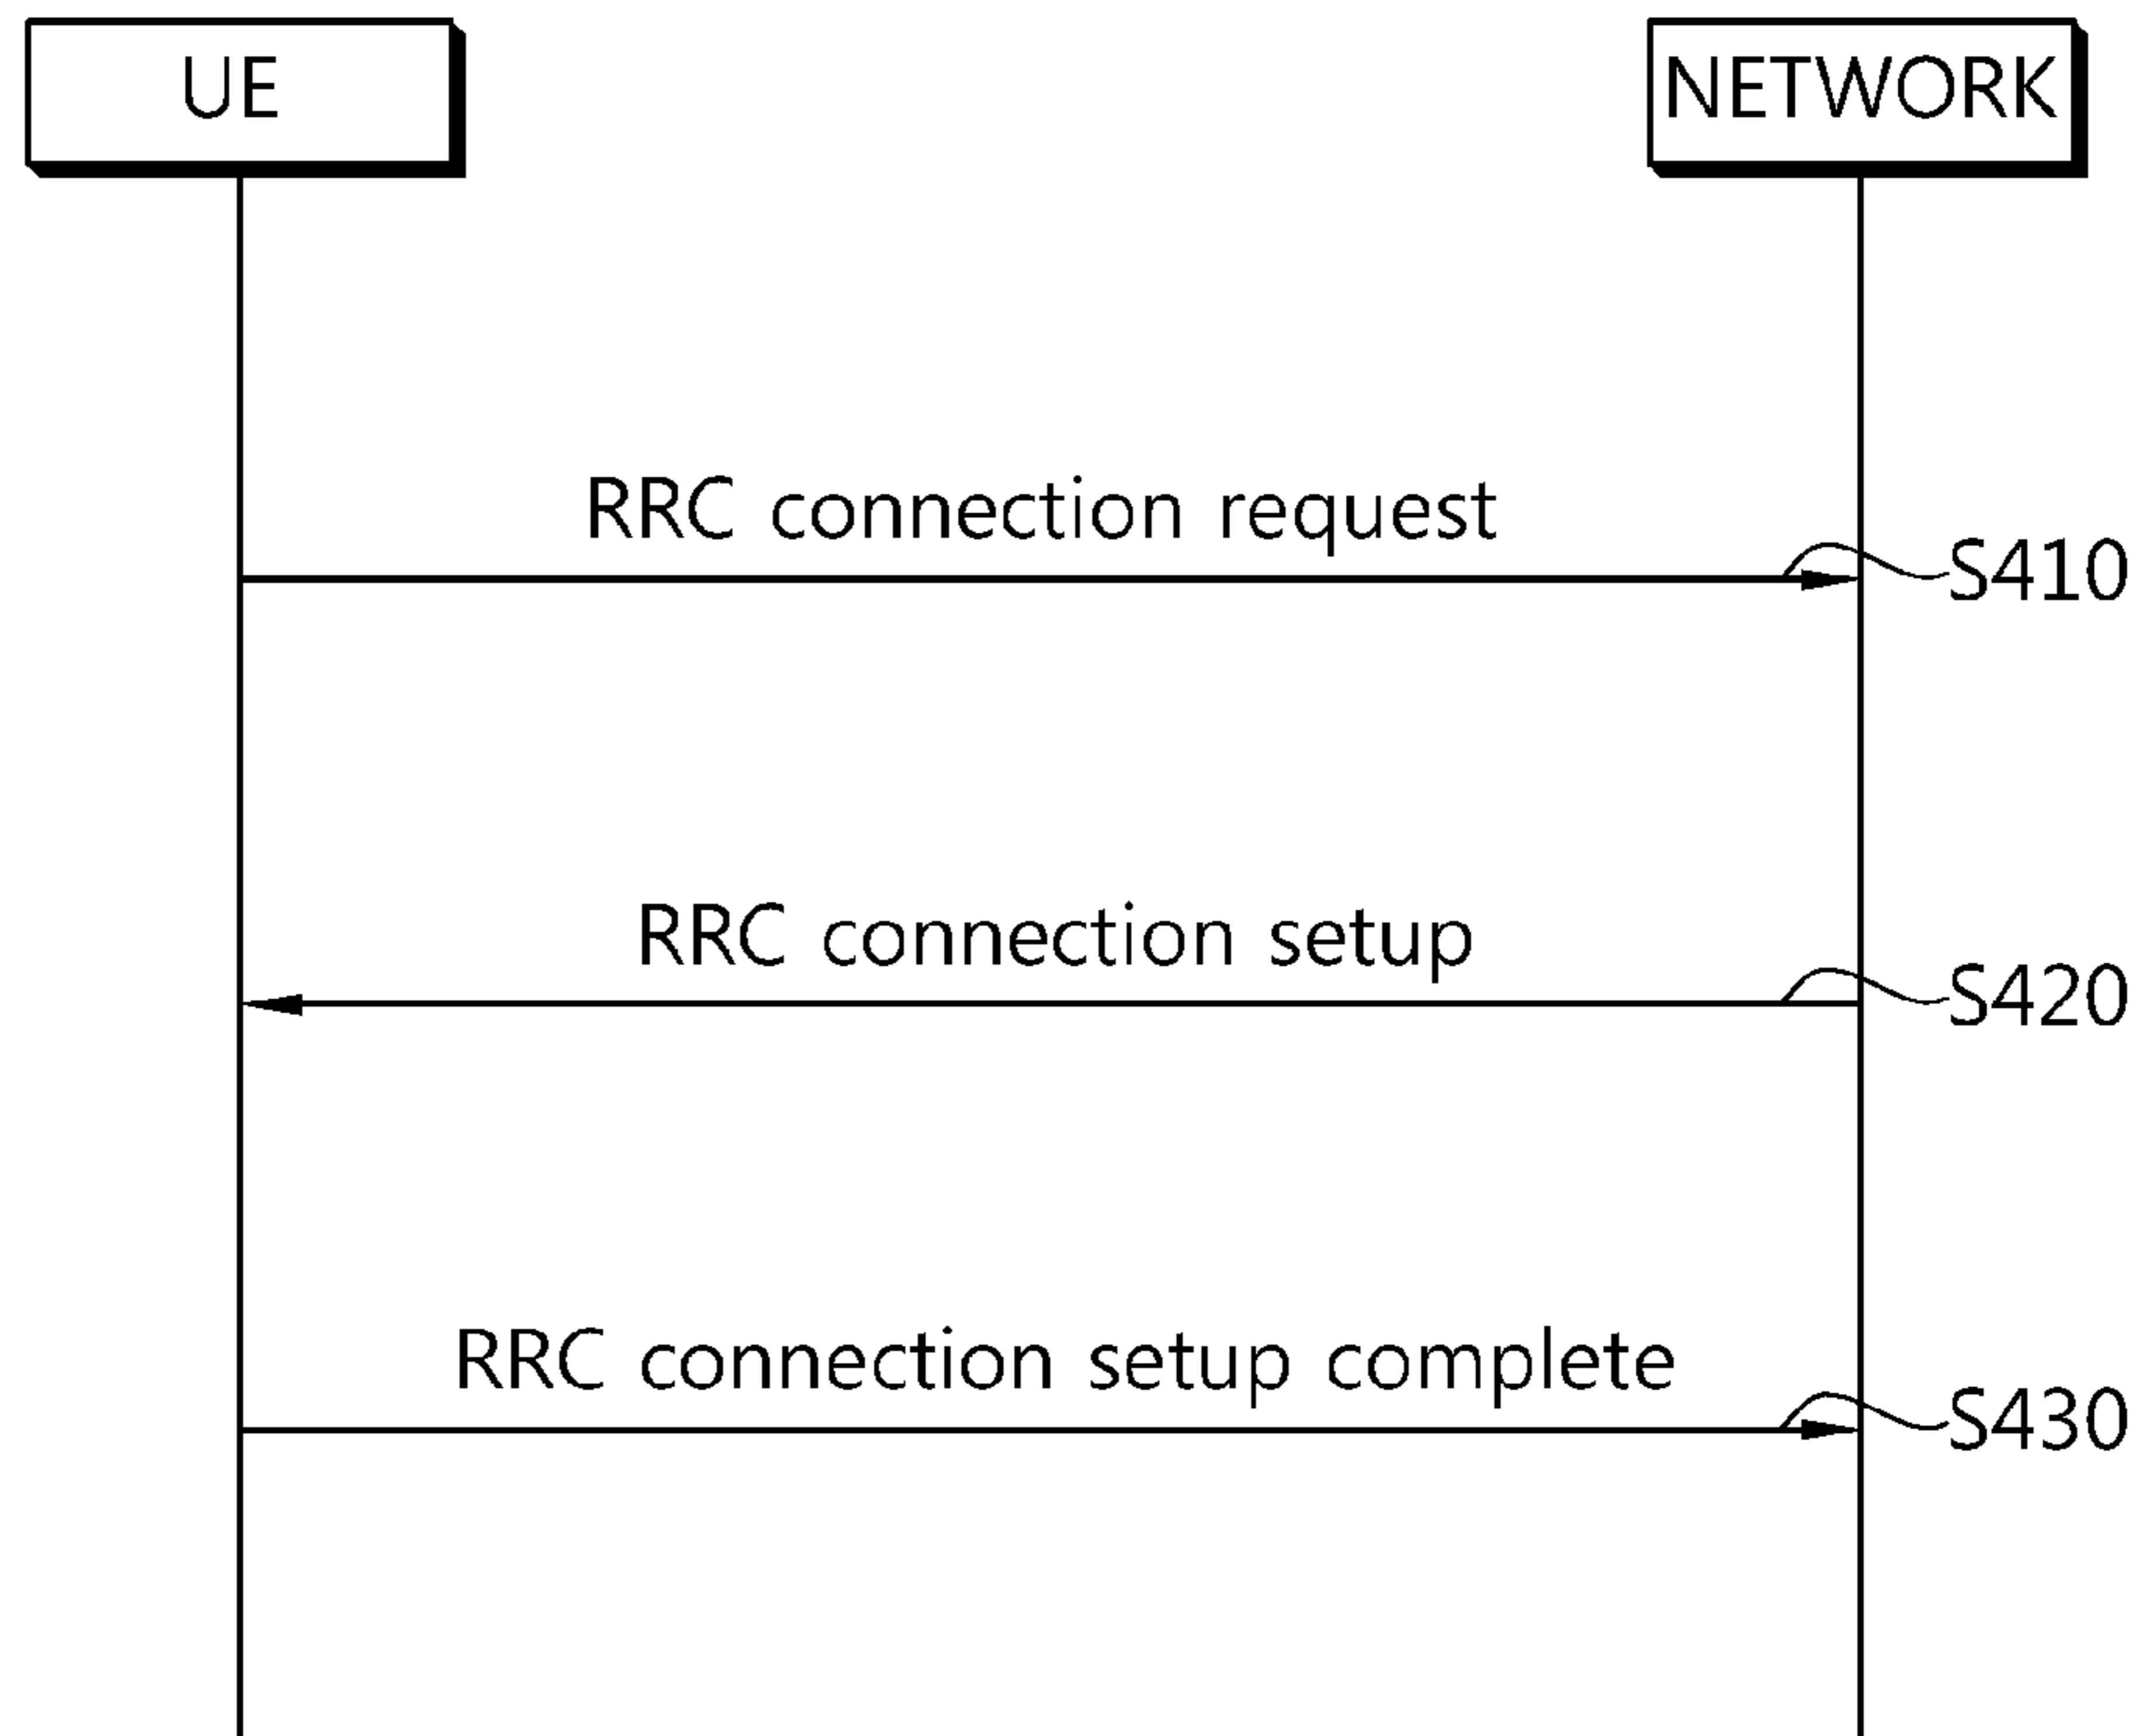 UE
NETWORK
RRC connection request
S410
RRC connection setup
S420
RRC connection setup complete
S430